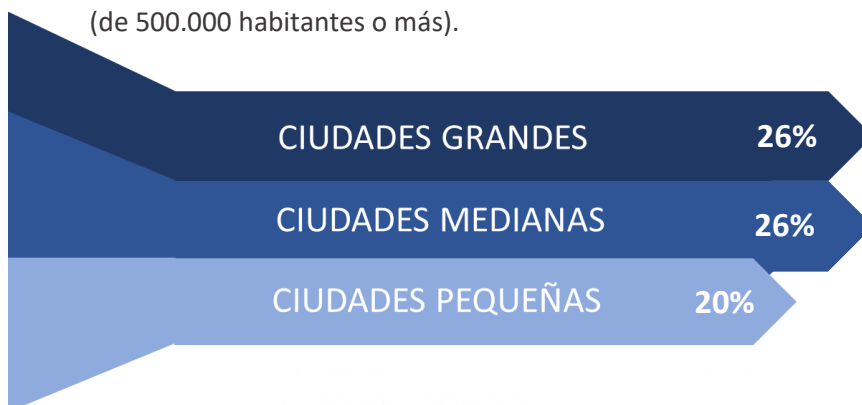 (de 500.000 habitantes o más).
CIUDADES GRANDES 26%
CIUDADES MEDIANAS 26%
CIUDADES PEQUEÑAS 20%